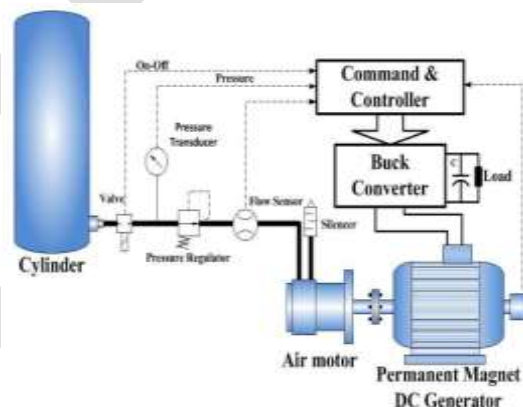 On-Off
Pressure
Command &
Controller
Pressure
Transducer
Buck
Converter
C
Load
Valve
Flow Sensor
Silencer
Cylinder
Pressure Regulator
Air motor
Permanent Magnet
DC Generator